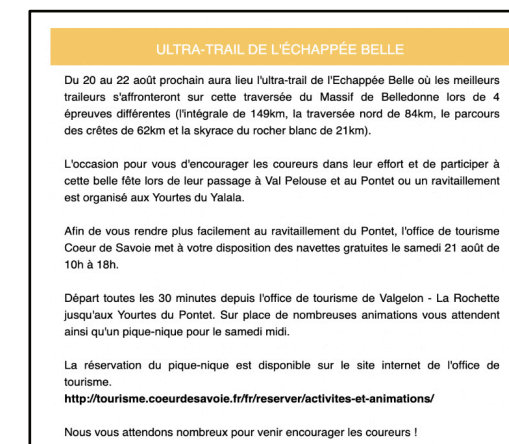 ULTRA-TRAIL DE L'ÉCHAPPÉE BELLE
Du 20 au 22 août prochain aura lieu l'ultra-trail de l'Echappée Belle où les meilleurs
traileurs s'affronteront sur cette traversée du Massif de Belledonne lors de 4
épreuves différentes (l'intégrale de 149km, la traversée nord de 84km, le parcours
des crêtes de 62km et la skyrace du rocher blanc de 21km).
L'occasion pour vous d'encourager les coureurs dans leur effort et de participer à
cette belle fête lors de leur passage à Val Pelouse et au Pontet ou un ravitaillement
est organisé aux Yourtes du Yalala.
Afin de vous rendre plus facilement au ravitaillement du Pontet, l'office de tourisme
Coeur de Savoie met à votre disposition des navettes gratuites le samedi 21 août de
10h à 18h.
Départ toutes les 30 minutes depuis l'office de tourisme de Valgelon - La Rochette
jusqu'aux Yourtes du Pontet. Sur place de nombreuses animations vous attendent
ainsi qu'un pique-nique pour le samedi midi.
La réservation du pique-nique est disponible sur le site internet de l'office de
tourisme.
http://tourisme.coeurdesavoie.fr/fr/reserver/activites-et-animations/
Nous vous attendons nombreux pour venir encourager les coureurs !